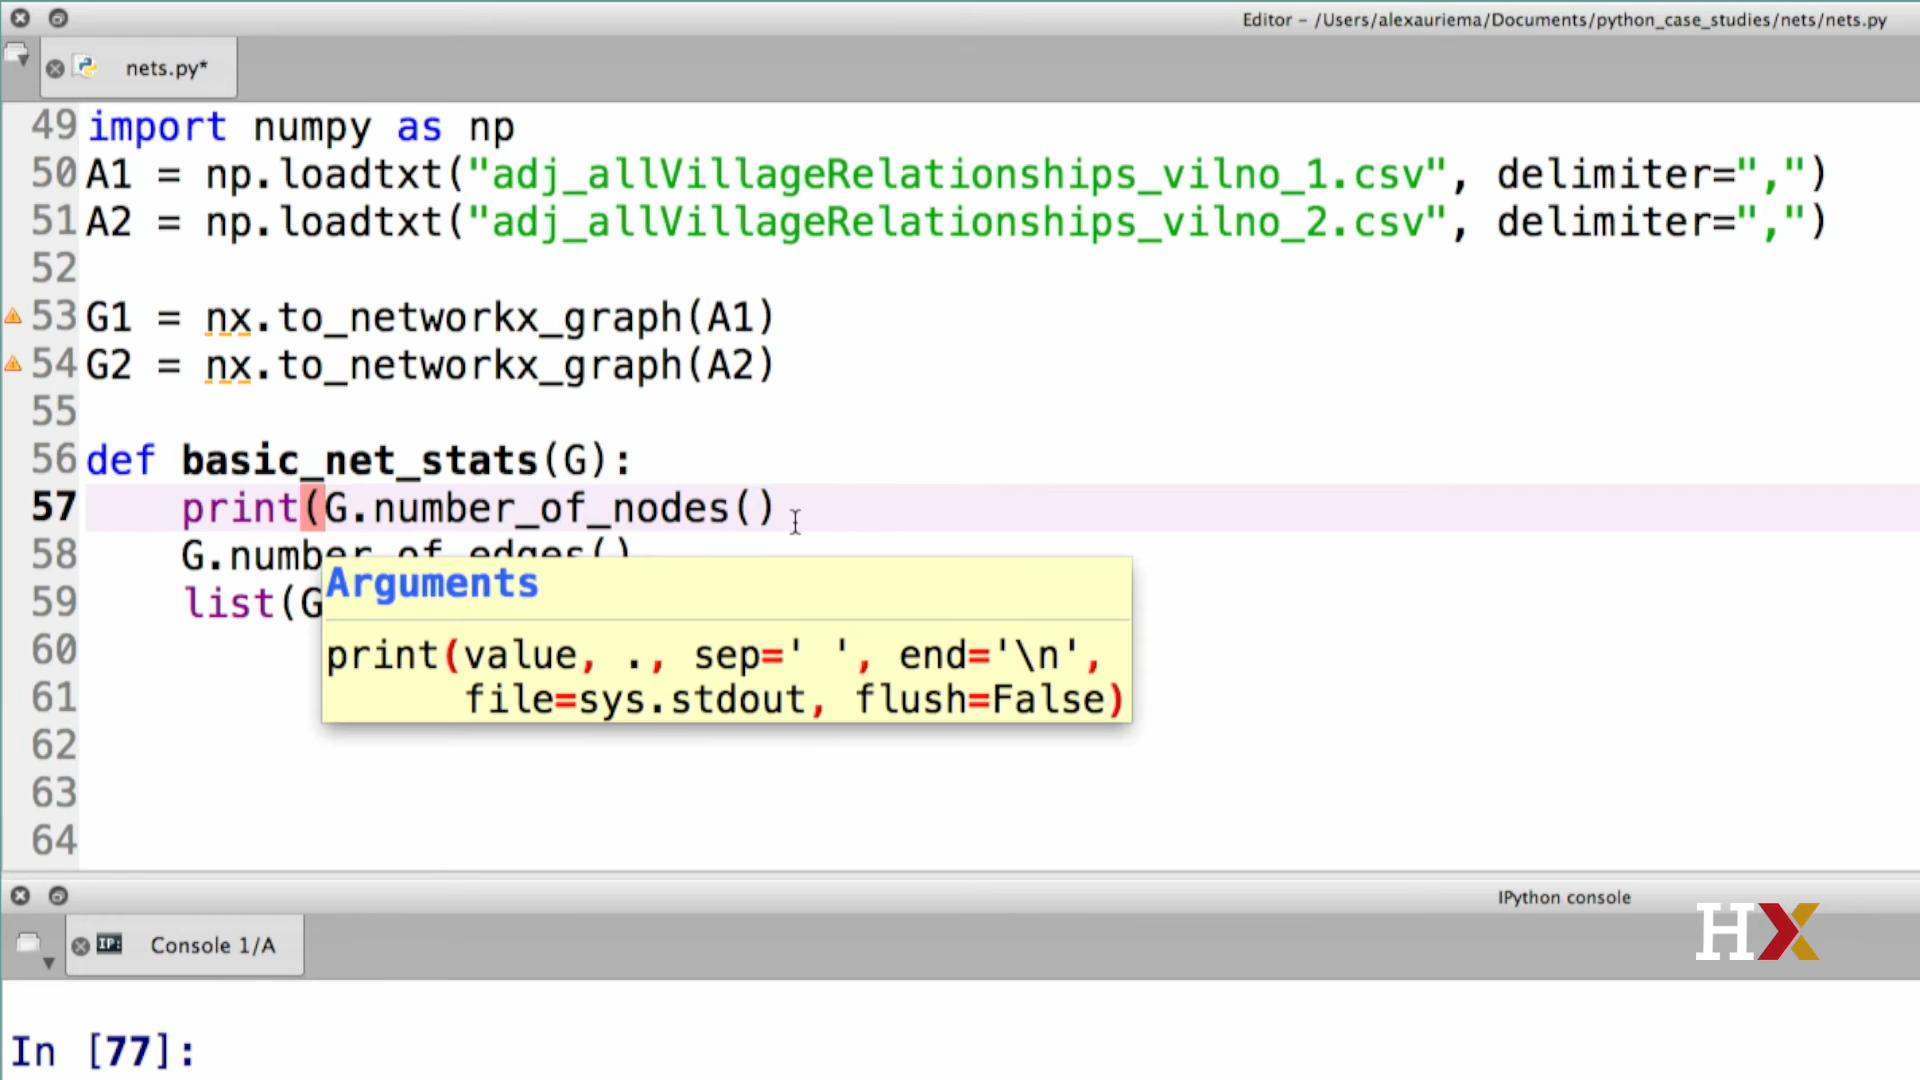 Editor – /Users/alexauriema/Documents/python_case_studies/nets/nets.py
nets.py*
49 import numpy as np
50 A1 = np.loadtxt("adj_allVillageRelationships_vilno_1.csv", delimiter=",")
51 A2 = np.loadtxt("adj_allVillageRelationships_vilno_2.csv", delimiter=",")
52
53 G1 = nx.to_networkx_graph(A1)
54 G2 = nx.to_networkx_graph(A2)
55
56 def basic_net_stats(G):
57 print(G.number_of_nodes()
58 G.number_of_edges()
59 list(G
Arguments
60
print(value, ., sep=' ', end='\n',
61
file=sys.stdout, flush=False)
62
63
64
IPython console
HX
IP:
Console 1/A
In [77]: